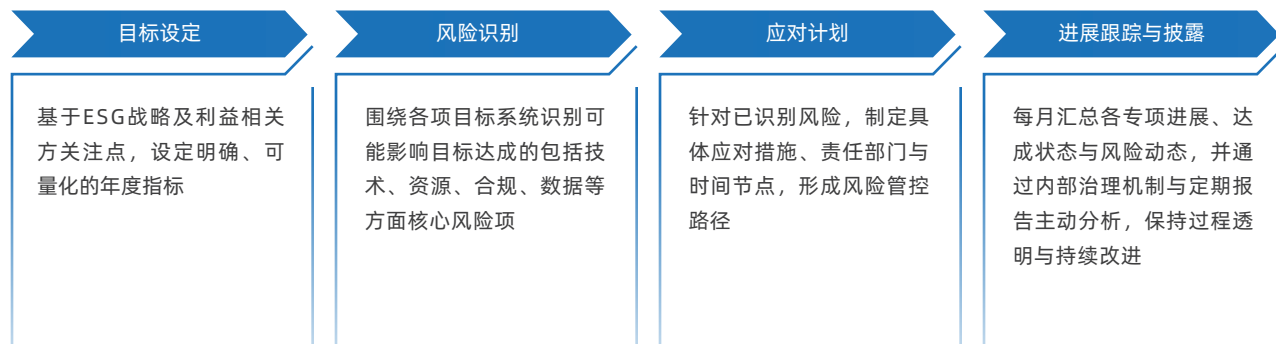 目标设定
基于ESG战略及利益相关
方关注点，设定明确、可
量化的年度指标
风险识别
围绕各项目标系统识别可
能影响目标达成的包括技
术、资源、合规、数据等
方面核心风险项
应对计划
针对已识别风险，制定具
体应对措施、责任部门与
时间节点，形成风险管控
路径
进展跟踪与披露
每月汇总各专项进展、达
成状态与风险动态，并通
过内部治理机制与定期报
告主动分析，保持过程透
明与持续改进